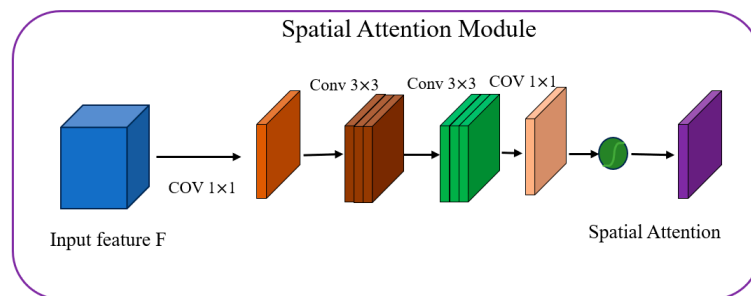 Spatial Attention Module
Conv 3×3
Conv 3×3
COV 1×1
COV 1×1
Input feature F
Spatial Attention